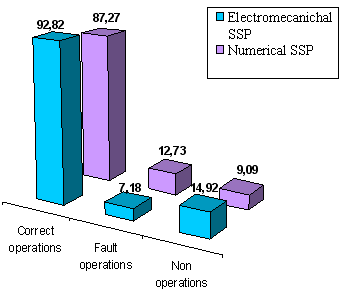 92,82
87,27
Electromecanichal
SSP
Numerical SSP
12,73
7,18
14,92
9,09
Correct
operations
Fault
operations
Non
operations